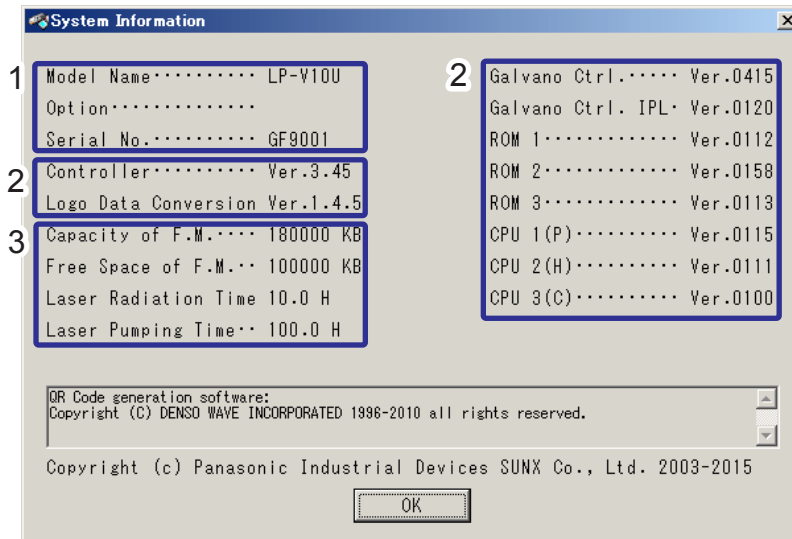 System Information
1
Model Name·········· LP-V10U
Option··············
Serial No.·········· GF9001
2
Controller·········· Ver.3.45
Logo Data Conversion Ver.1.4.5
3
Capacity of F.M.···· 180000 KB
Free Space of F.M.·· 100000 KB
Laser Radiation Time 10.0 H
Laser Pumping Time·· 100.0 H
2
Galvano Ctrl.····· Ver.0415
Galvano Ctrl. IPL· Ver.0120
ROM 1············· Ver.0112
ROM 2············· Ver.0158
ROM 3············· Ver.0113
CPU 1(P)·········· Ver.0115
CPU 2(H)·········· Ver.0111
CPU 3(C)·········· Ver.0100
QR Code generation software:
Copyright (C) DENSO WAVE INCORPORATED 1996-2010 all rights reserved.
Copyright (c) Panasonic Industrial Devices SUNX Co., Ltd. 2003-2015
OK